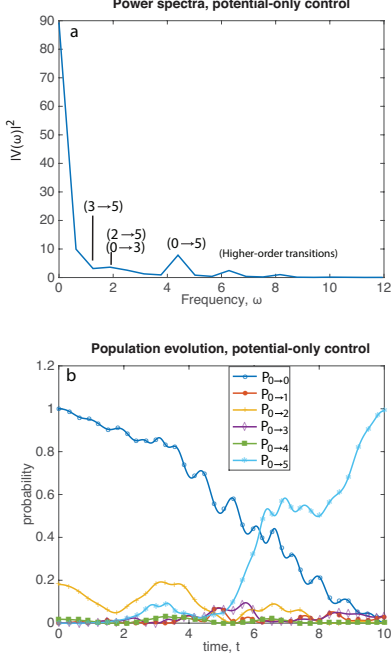 Power spectra, potential-only control
a
90
80
70
60
50
40
30
20
10
0
|V(ω)|²
(3→5)
(2→5)
(0→3)
(0→5)
(Higher-order transitions)
0 2 4 6 8 10 12
Frequency, ω
Population evolution, potential-only control
b
1.2
1
0.8
0.6
0.4
0.2
0
probability
P0→0
P0→1
P0→2
P0→3
P0→4
P0→5
0 2 4 6 8 10
time, t